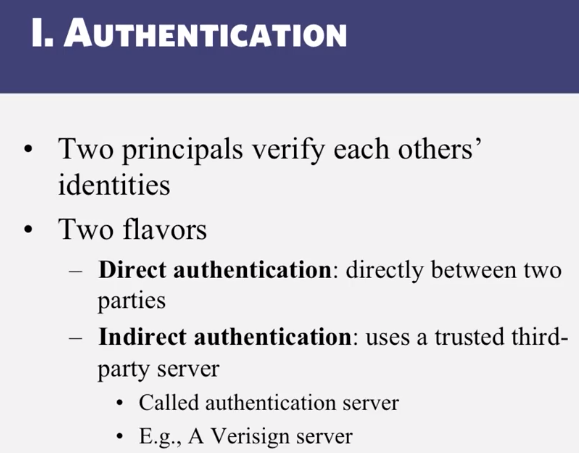 I. AUTHENTICATION
• Two principals verify each others’
identities
• Two flavors
– Direct authentication: directly between two
parties
– Indirect authentication: uses a trusted third-
party server
• Called authentication server
• E.g., A Verisign server